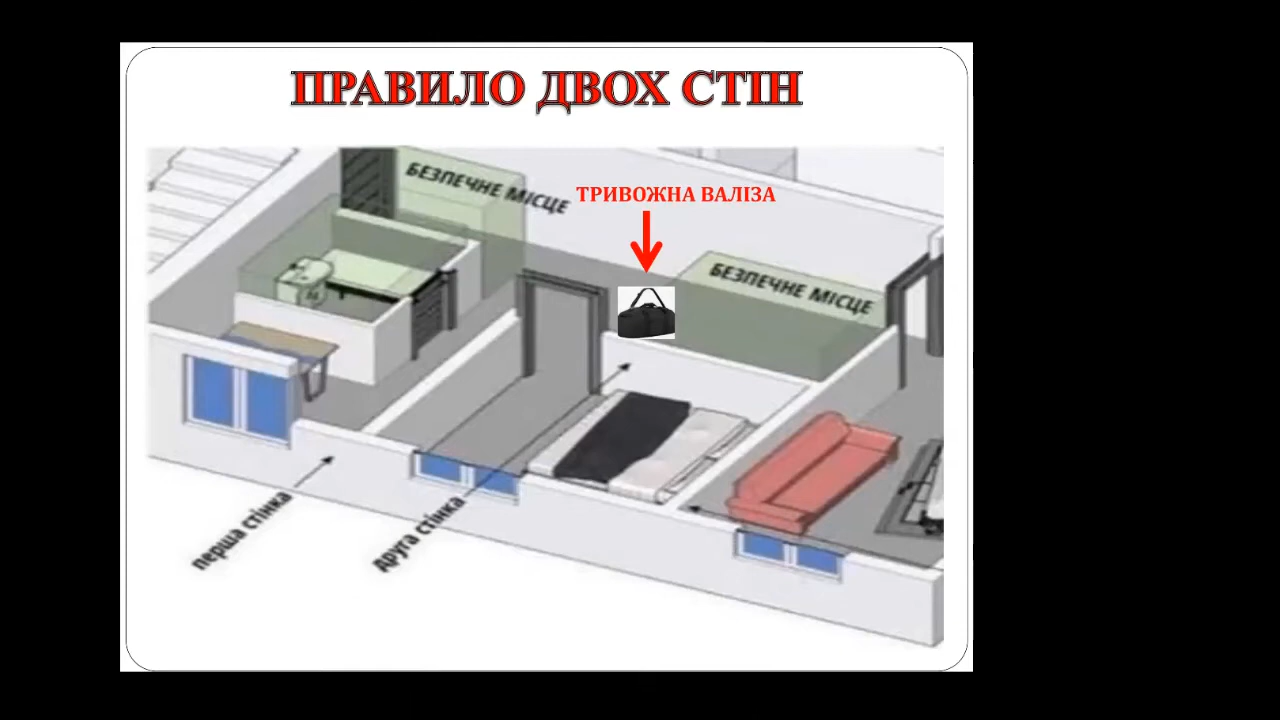 ПРАВИЛО ДВОХ СТІН
БЕЗПЕЧНЕ МІСЦЕ
ТРИВОЖНА ВАЛІЗА
БЕЗПЕЧНЕ МІСЦЕ
перша стінка
друга стінка